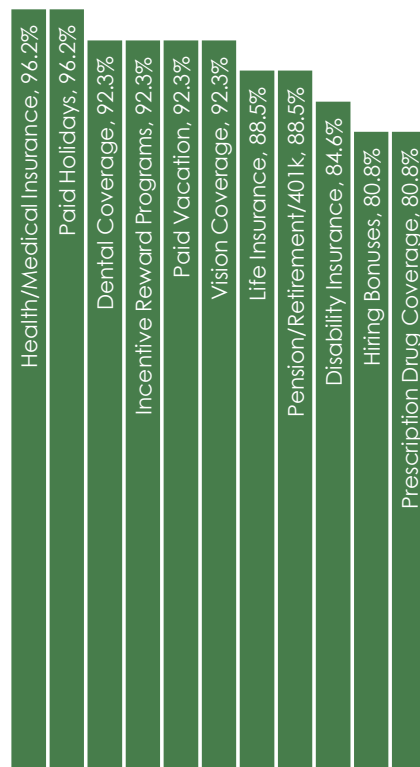 Health/Medical Insurance, 96.2%
Paid Holidays, 96.2%
Dental Coverage, 92.3%
Incentive Reward Programs, 92.3%
Paid Vacation, 92.3%
Vision Coverage, 92.3%
Life Insurance, 88.5%
Pension/Retirement/401k, 88.5%
Disability Insurance, 84.6%
Hiring Bonuses, 80.8%
Prescription Drug Coverage, 80.8%